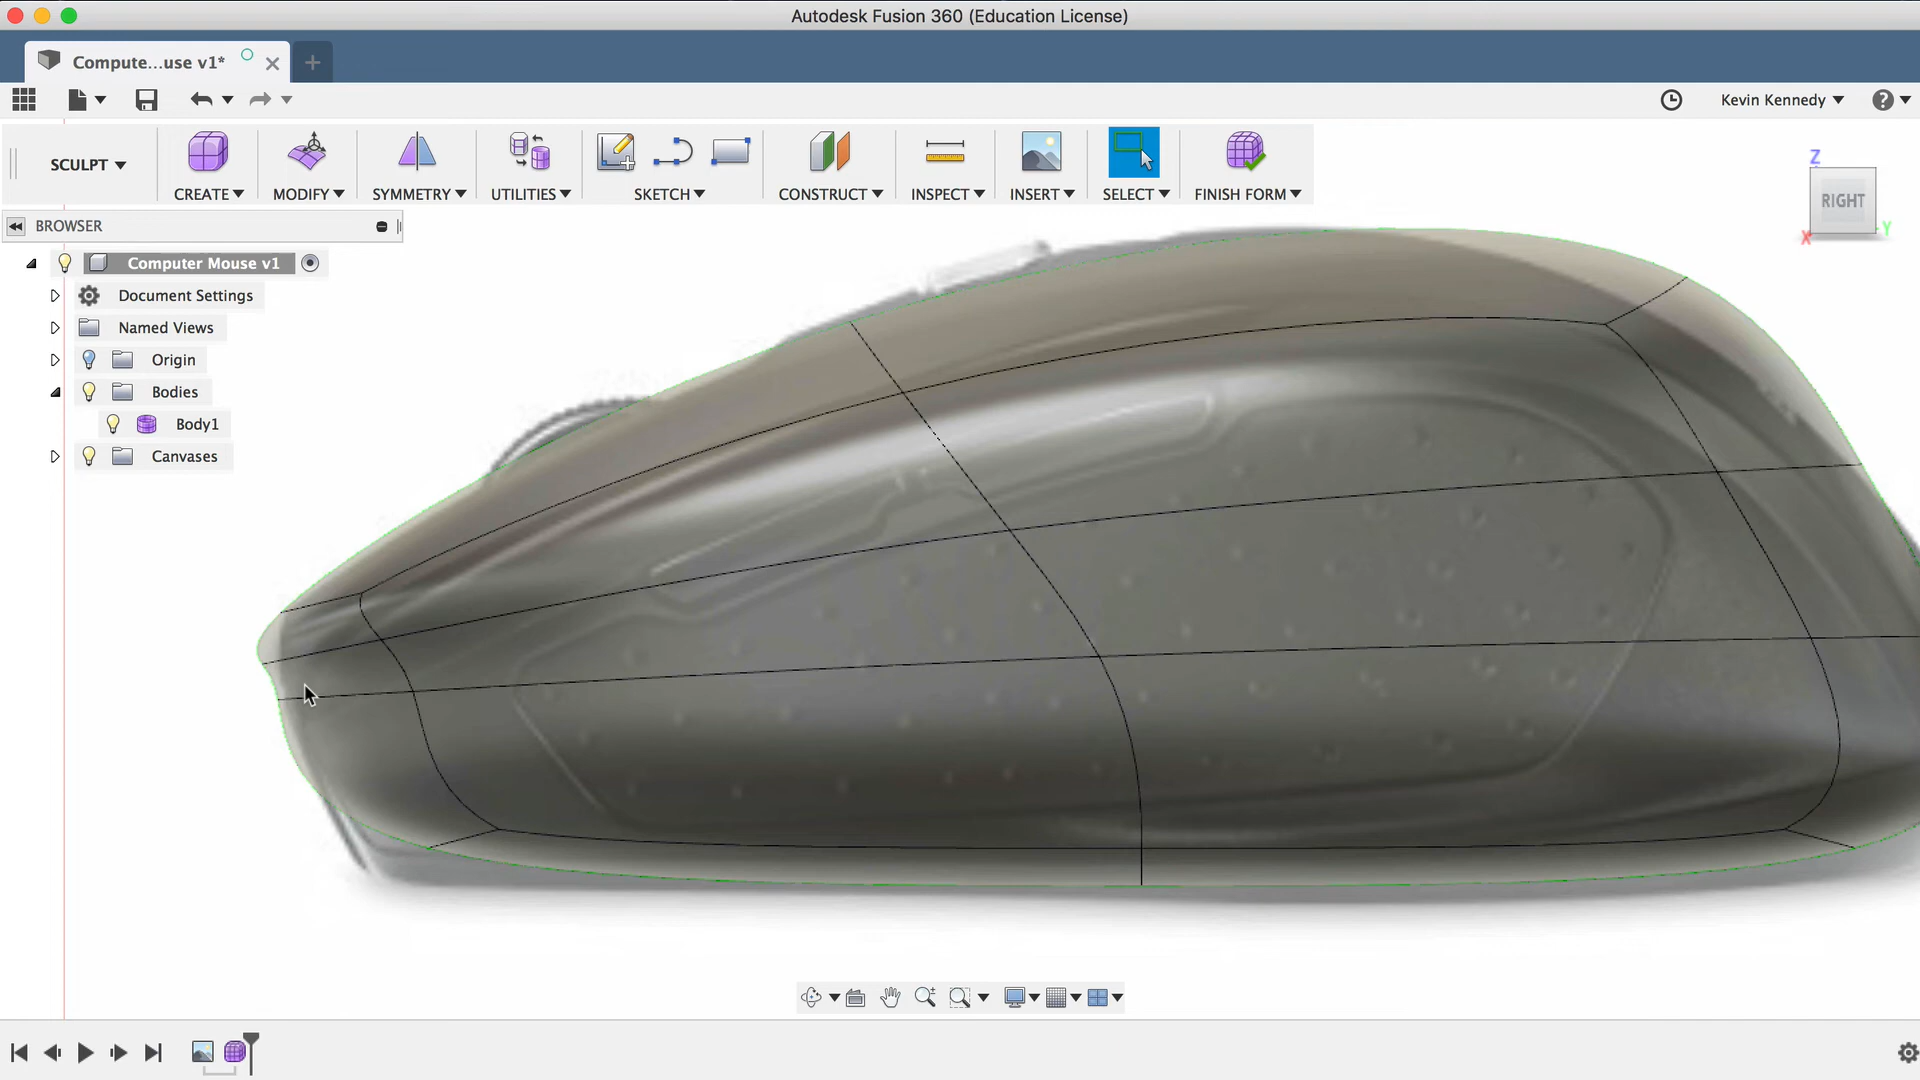 Autodesk Fusion 360 (Education License)
Compute...use v1*
Kevin Kennedy
SCULPT
CREATE
MODIFY
SYMMETRY
UTILITIES
SKETCH
CONSTRUCT
INSPECT
INSERT
SELECT
FINISH FORM
Z
RIGHT
X
Y
BROWSER
Computer Mouse v1
Document Settings
Named Views
Origin
Bodies
Body1
Canvases